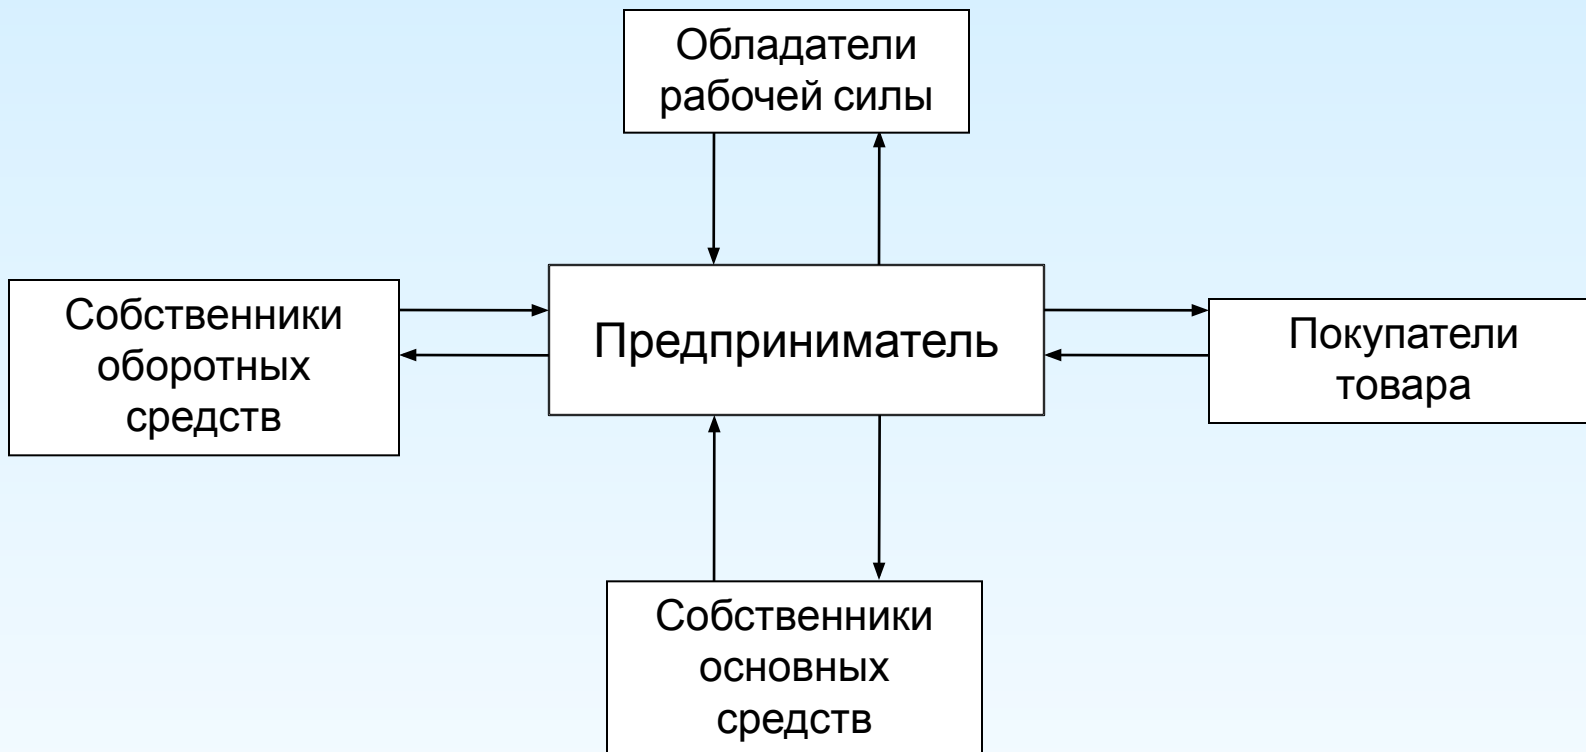 Обладатели
рабочей силы
Собственники
оборотных
средств
Предприниматель
Покупатели
товара
Собственники
основных
средств